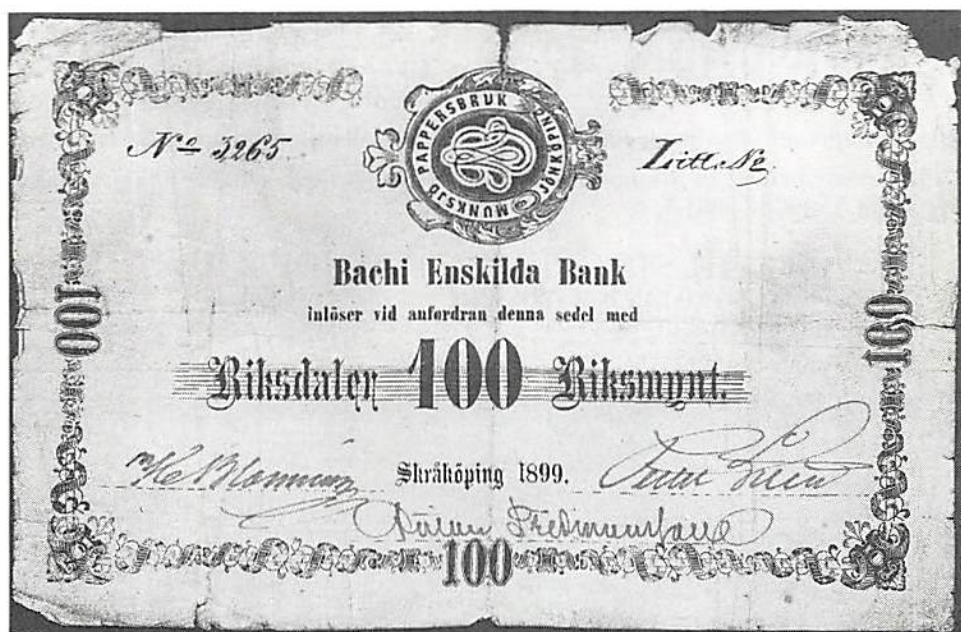 MUNKSJÖ PAPPERSBRUK JÖNKÖPING
No 3265.
Litt. No
Bachi Enskilda Bank
inlöser vid anfordran denna sedel med
100
100
Riksdaler 100 Riksmynt.
Skråköping 1899.
100